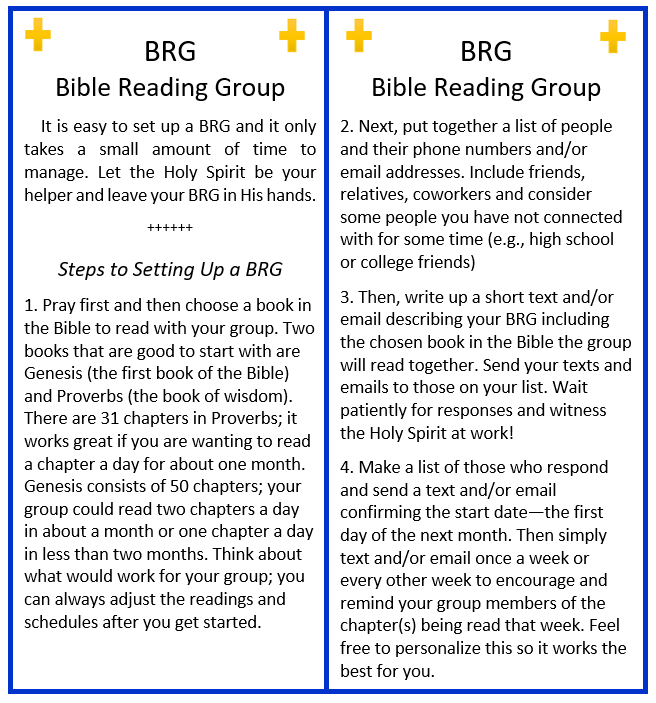 BRG
Bible Reading Group
It is easy to set up a BRG and it only
takes a small amount of time to
manage. Let the Holy Spirit be your
helper and leave your BRG in His hands.
++++++
Steps to Setting Up a BRG
1. Pray first and then choose a book in
the Bible to read with your group. Two
books that are good to start with are
Genesis (the first book of the Bible)
and Proverbs (the book of wisdom).
There are 31 chapters in Proverbs; it
works great if you are wanting to read
a chapter a day for about one month.
Genesis consists of 50 chapters; your
group could read two chapters a day
in about a month or one chapter a day
in less than two months. Think about
what would work for your group; you
can always adjust the readings and
schedules after you get started.
BRG
Bible Reading Group
2. Next, put together a list of people
and their phone numbers and/or
email addresses. Include friends,
relatives, coworkers and consider
some people you have not connected
with for some time (e.g., high school
or college friends)
3. Then, write up a short text and/or
email describing your BRG including
the chosen book in the Bible the group
will read together. Send your texts and
emails to those on your list. Wait
patiently for responses and witness
the Holy Spirit at work!
4. Make a list of those who respond
and send a text and/or email
confirming the start date—the first
day of the next month. Then simply
text and/or email once a week or
every other week to encourage and
remind your group members of the
chapter(s) being read that week. Feel
free to personalize this so it works the
best for you.